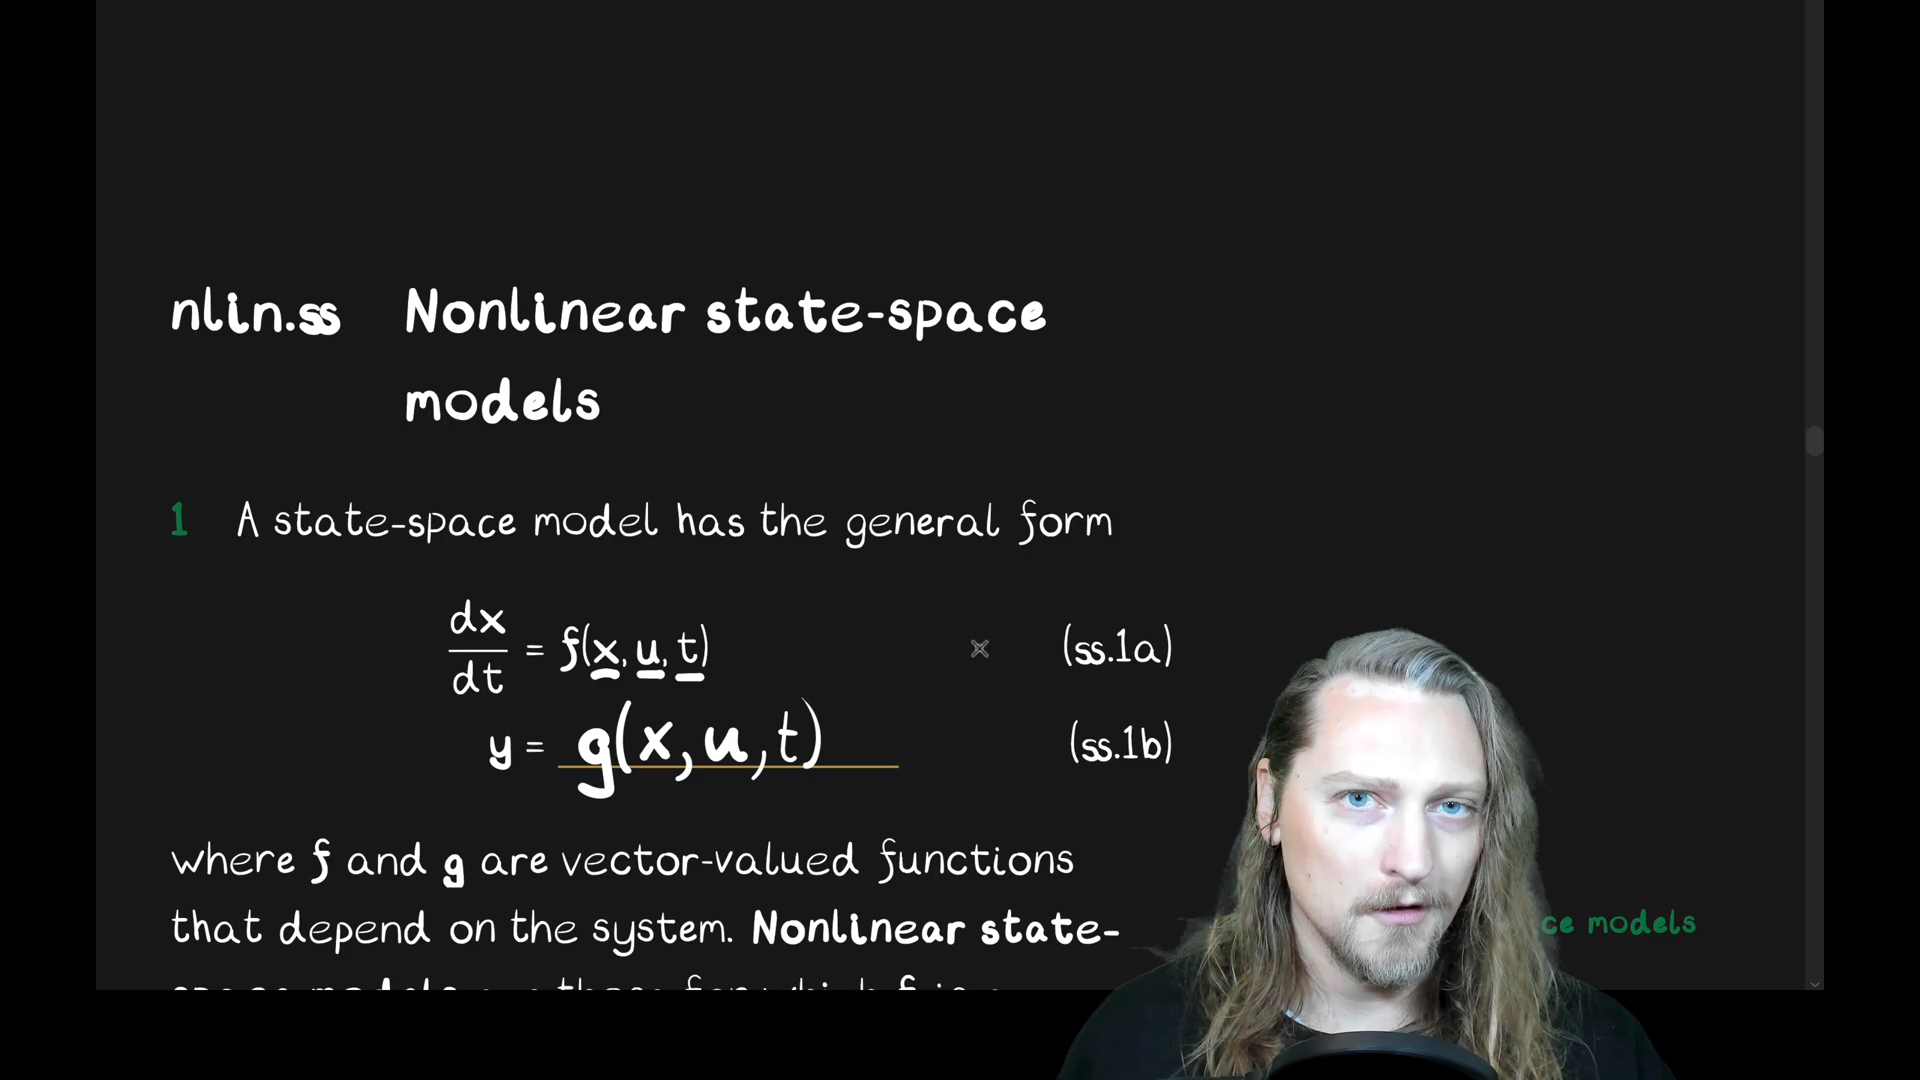 nlin.ss Nonlinear state-space
models
1 A state-space model has the general form
dx/dt = f(x, u, t) (ss.1a)
y = g(x, u, t) (ss.1b)
where f and g are vector-valued functions
that depend on the system. Nonlinear state-
ce models